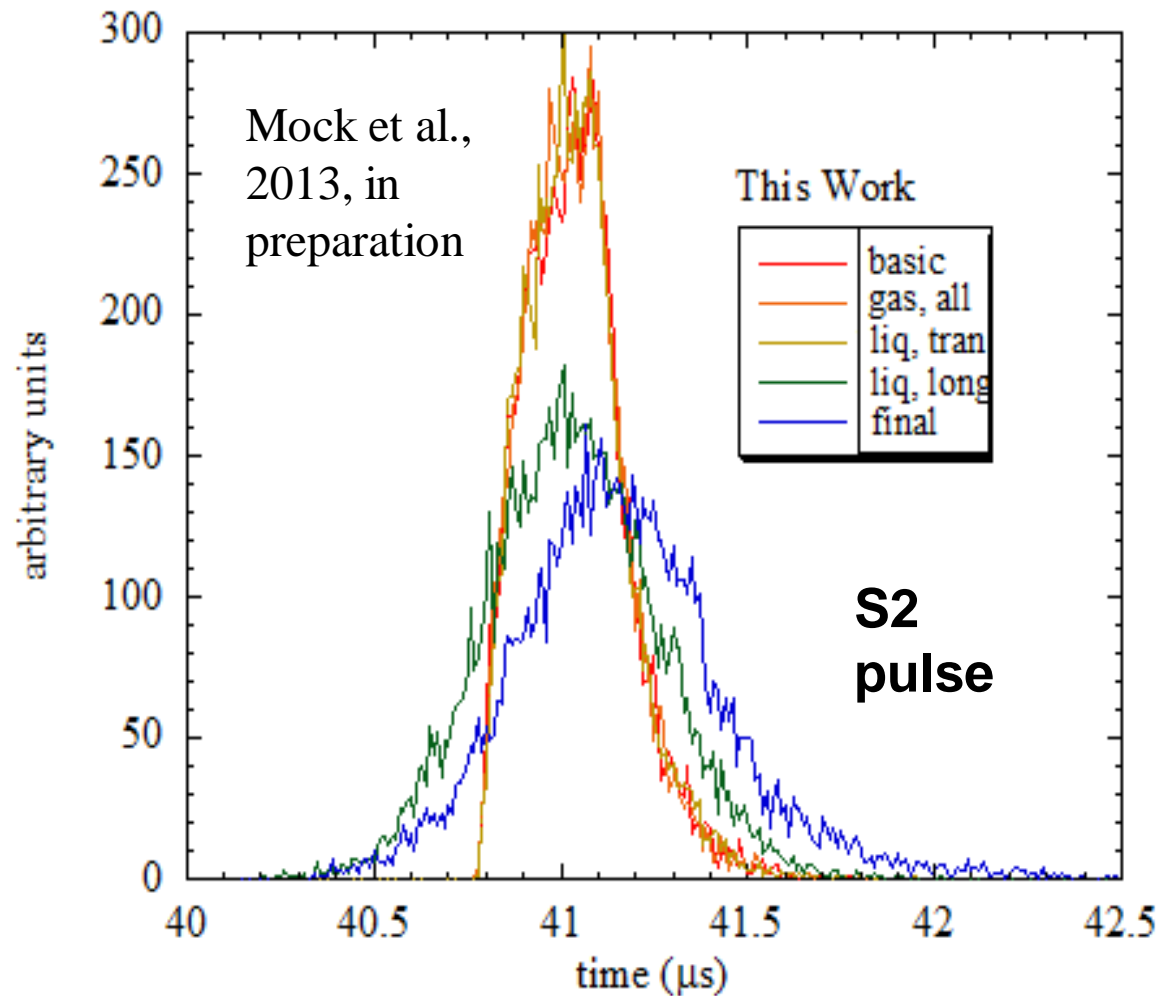 300
250
200
150
100
50
0
arbitrary units
Mock et al.,
2013, in
preparation
This Work
basic
gas, all
liq, tran
liq, long
final
S2
pulse
40
40.5
41
41.5
42
42.5
time (μs)